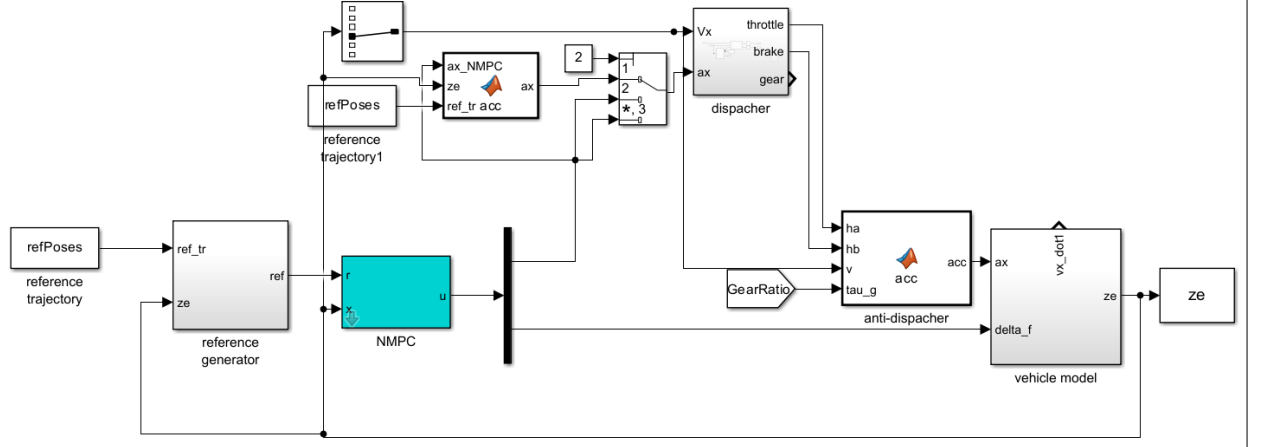 Vx
throttle
brake
gear
ax
dispacher
2
1
2
*, 3
ax_NMPC
ze
ref_tr
acc
ax
refPoses
reference
trajectory1
refPoses
reference
trajectory
ref_tr
ze
ref
reference
generator
r
x
u
NMPC
GearRatio
ha
hb
v
tau_g
acc
acc
anti-dispacher
ax
delta_f
vx_dot1
ze
vehicle model
ze